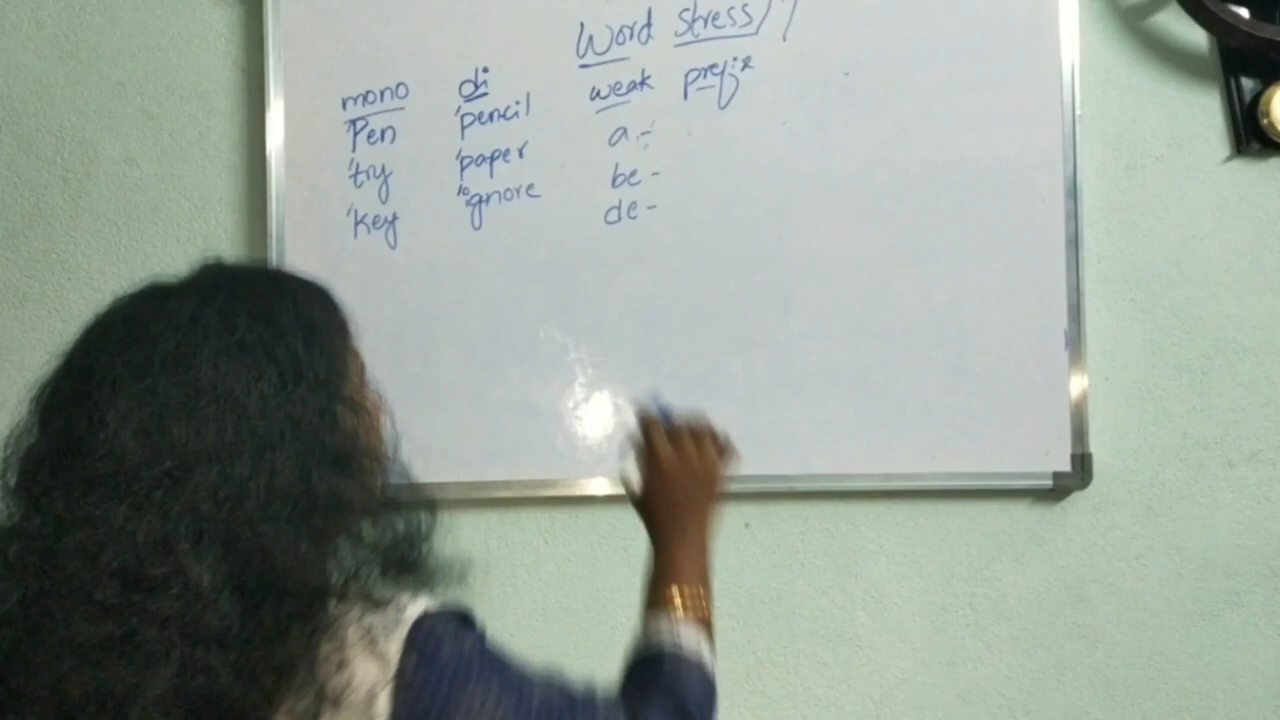 Word Stress
mono di weak prefix
'Pen 'pencil a-
'try 'paper be-
'key 'ignore de-